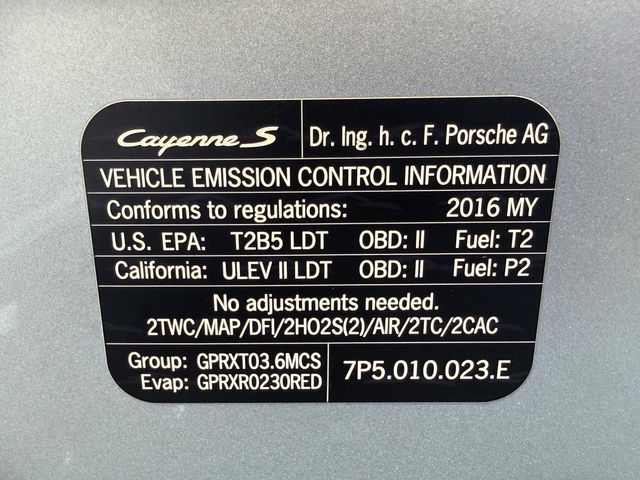 Cayenne S Dr. Ing. h. c. F. Porsche AG
VEHICLE EMISSION CONTROL INFORMATION
Conforms to regulations: 2016 MY
U.S. EPA: T2B5 LDT OBD: II Fuel: T2
California: ULEV II LDT OBD: II Fuel: P2
No adjustments needed.
2TWC/MAP/DFI/2HO2S(2)/AIR/2TC/2CAC
Group: GPRXT03.6MCS
Evap: GPRXR0230RED
7P5.010.023.E